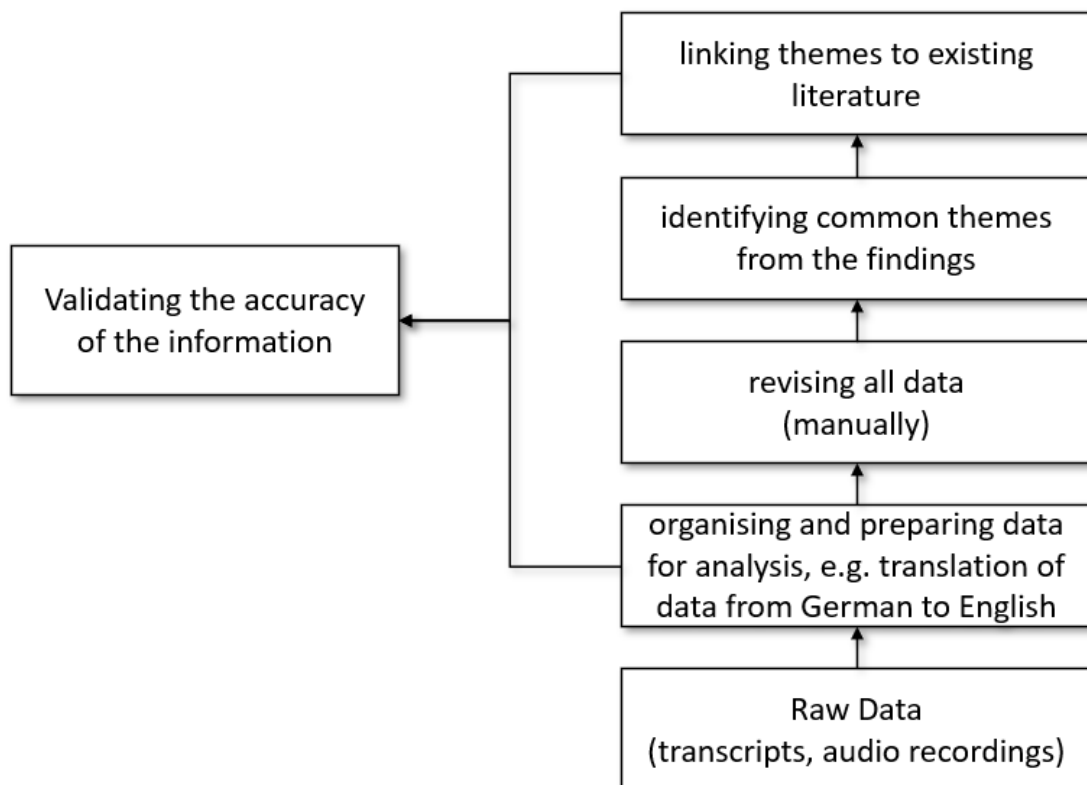 linking themes to existing
literature
identifying common themes
from the findings
Validating the accuracy
of the information
revising all data
(manually)
organising and preparing data
for analysis, e.g. translation of
data from German to English
Raw Data
(transcripts, audio recordings)